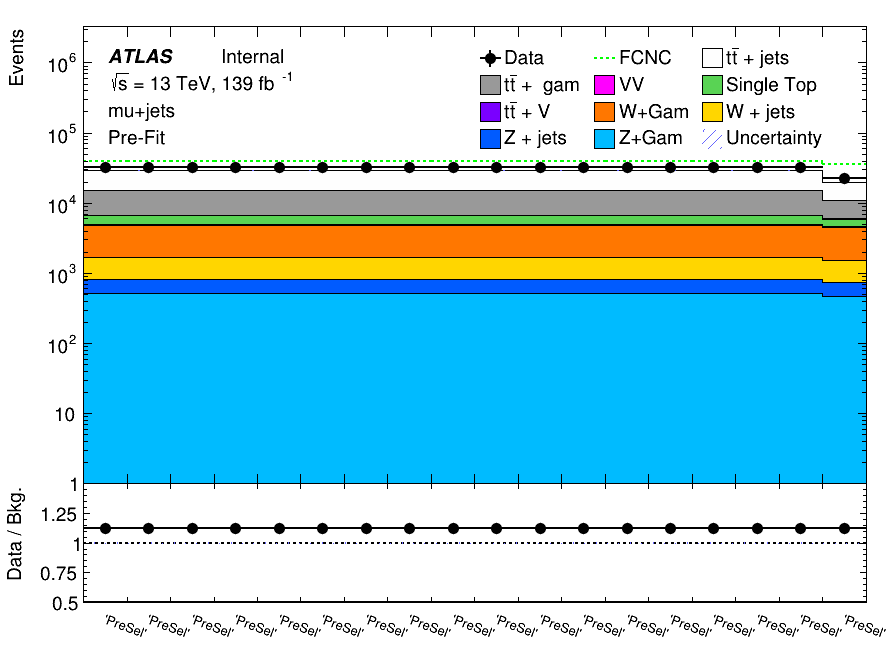 Events
10⁶
10⁵
10⁴
10³
10²
10
1
ATLAS Internal
√s = 13 TeV, 139 fb⁻¹
mu+jets
Pre-Fit
Data FCNC tt̄ + jets
tt̄ + gam VV Single Top
tt̄ + V W+Gam W + jets
Z + jets Z+Gam Uncertainty
Data / Bkg.
1.25
1
0.75
0.5
'PreSel' 'PreSel' 'PreSel' 'PreSel' 'PreSel' 'PreSel' 'PreSel' 'PreSel' 'PreSel' 'PreSel' 'PreSel' 'PreSel' 'PreSel' 'PreSel' 'PreSel' 'PreSel' 'PreSel' 'PreSel'